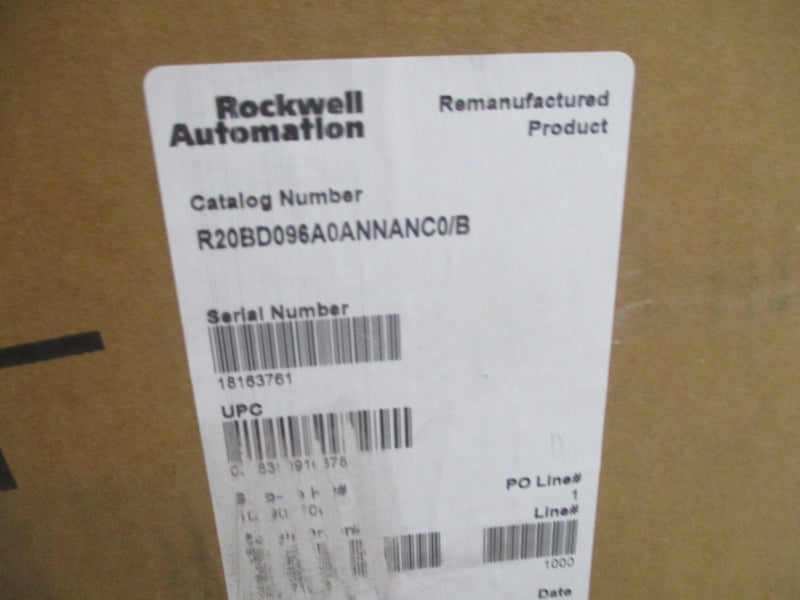 Rockwell
Automation
Remanufactured
Product
Catalog Number
R20BD096A0ANNANC0/B
Serial Number
18163761
UPC
PO Line#
1
Line#
1000
Date